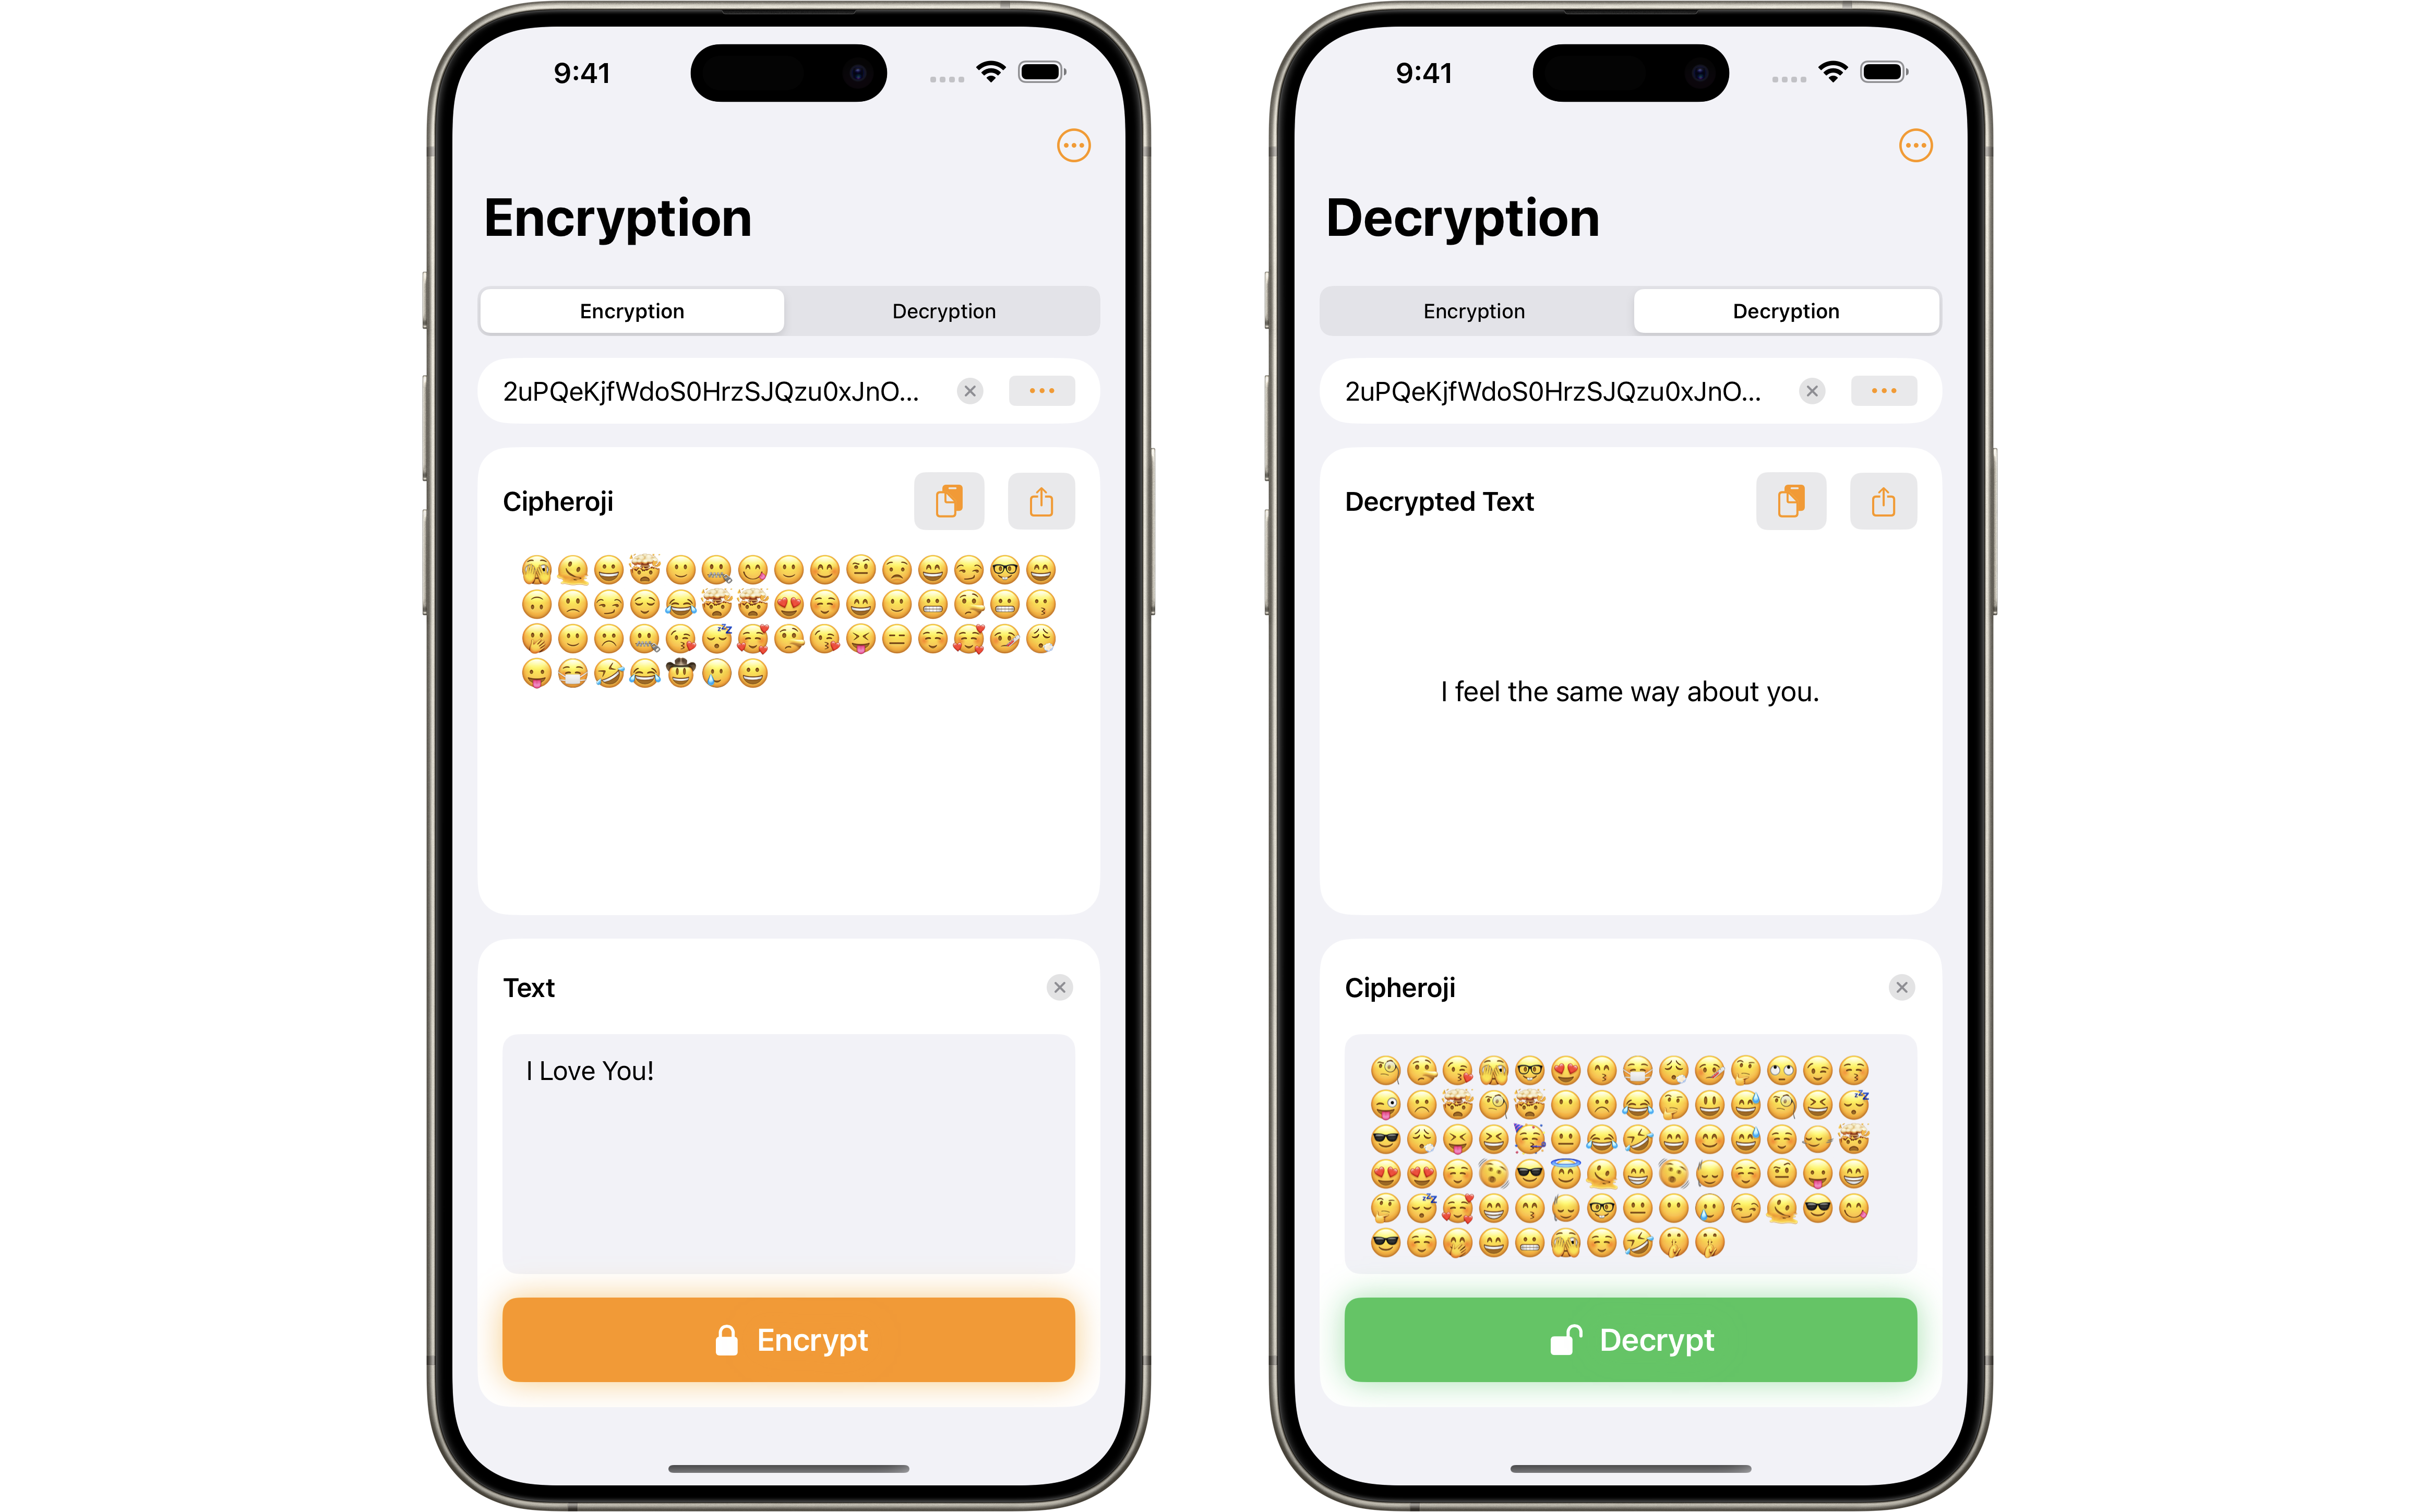 9:41
Encryption
Encryption Decryption
2uPQeKjfWdoS0HrzSJQzu0xJnO...
Cipheroji
🫣🫠😀🤯🙂🤐😋🙂😊🤨😟😄😏🤓😄
🙃🙁😏😌😂🤯🤯😍☺️😄🙂😬🤥😬😗
🫢🙂☹️🤐😘😴🥰🤥😘😝😑☺️🥰🤒😮‍💨
😛😷🤣😂🤠🥲😀
Text
I Love You!
Encrypt
9:41
Decryption
Encryption Decryption
2uPQeKjfWdoS0HrzSJQzu0xJnO...
Decrypted Text
I feel the same way about you.
Cipheroji
🧐🤥😘🫣🤓😍😙😷😮‍💨🤒🤔🙄😉😚
😜☹️🤯🧐🤯😶☹️😂🤔😃😅🧐😆😴
😎😮‍💨😝😆🥳😐😂🤣😄😊😅☺️😔🤯
😍😍☺️🫨😎😇🫠😁🫨🫡☺️🤨😛😁
🤔😴🥰😁😙🫡🤓😐😶🥲😏🫠😎😋
😎☺️🤭😄😬🫣☺️🤣🤫🤫
Decrypt